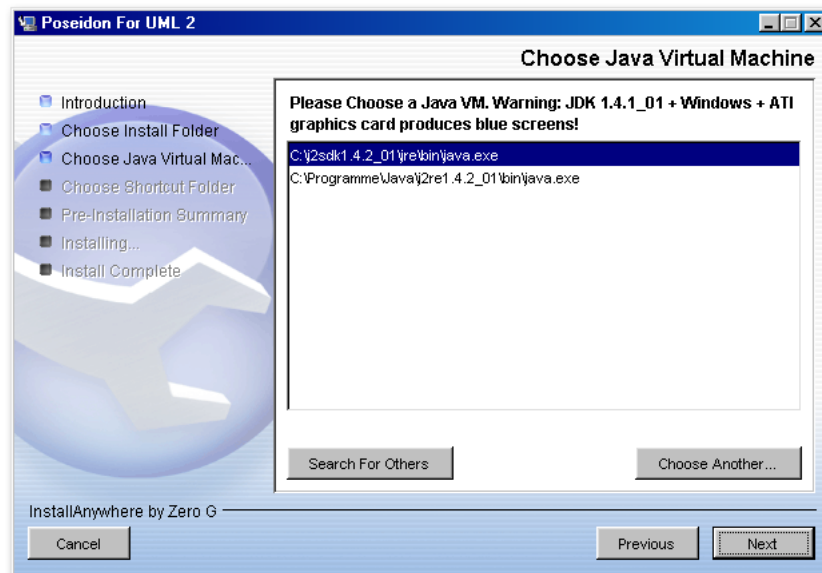 Poseidon For UML 2
Choose Java Virtual Machine
Introduction
Choose Install Folder
Choose Java Virtual Mac...
Choose Shortcut Folder
Pre-Installation Summary
Installing...
Install Complete
Please Choose a Java VM. Warning: JDK 1.4.1_01 + Windows + ATI
graphics card produces blue screens!
C:\j2sdk1.4.2_01\jre\bin\java.exe
C:\Programme\Java\j2re1.4.2_01\bin\java.exe
Search For Others
Choose Another...
InstallAnywhere by Zero G
Cancel
Previous
Next